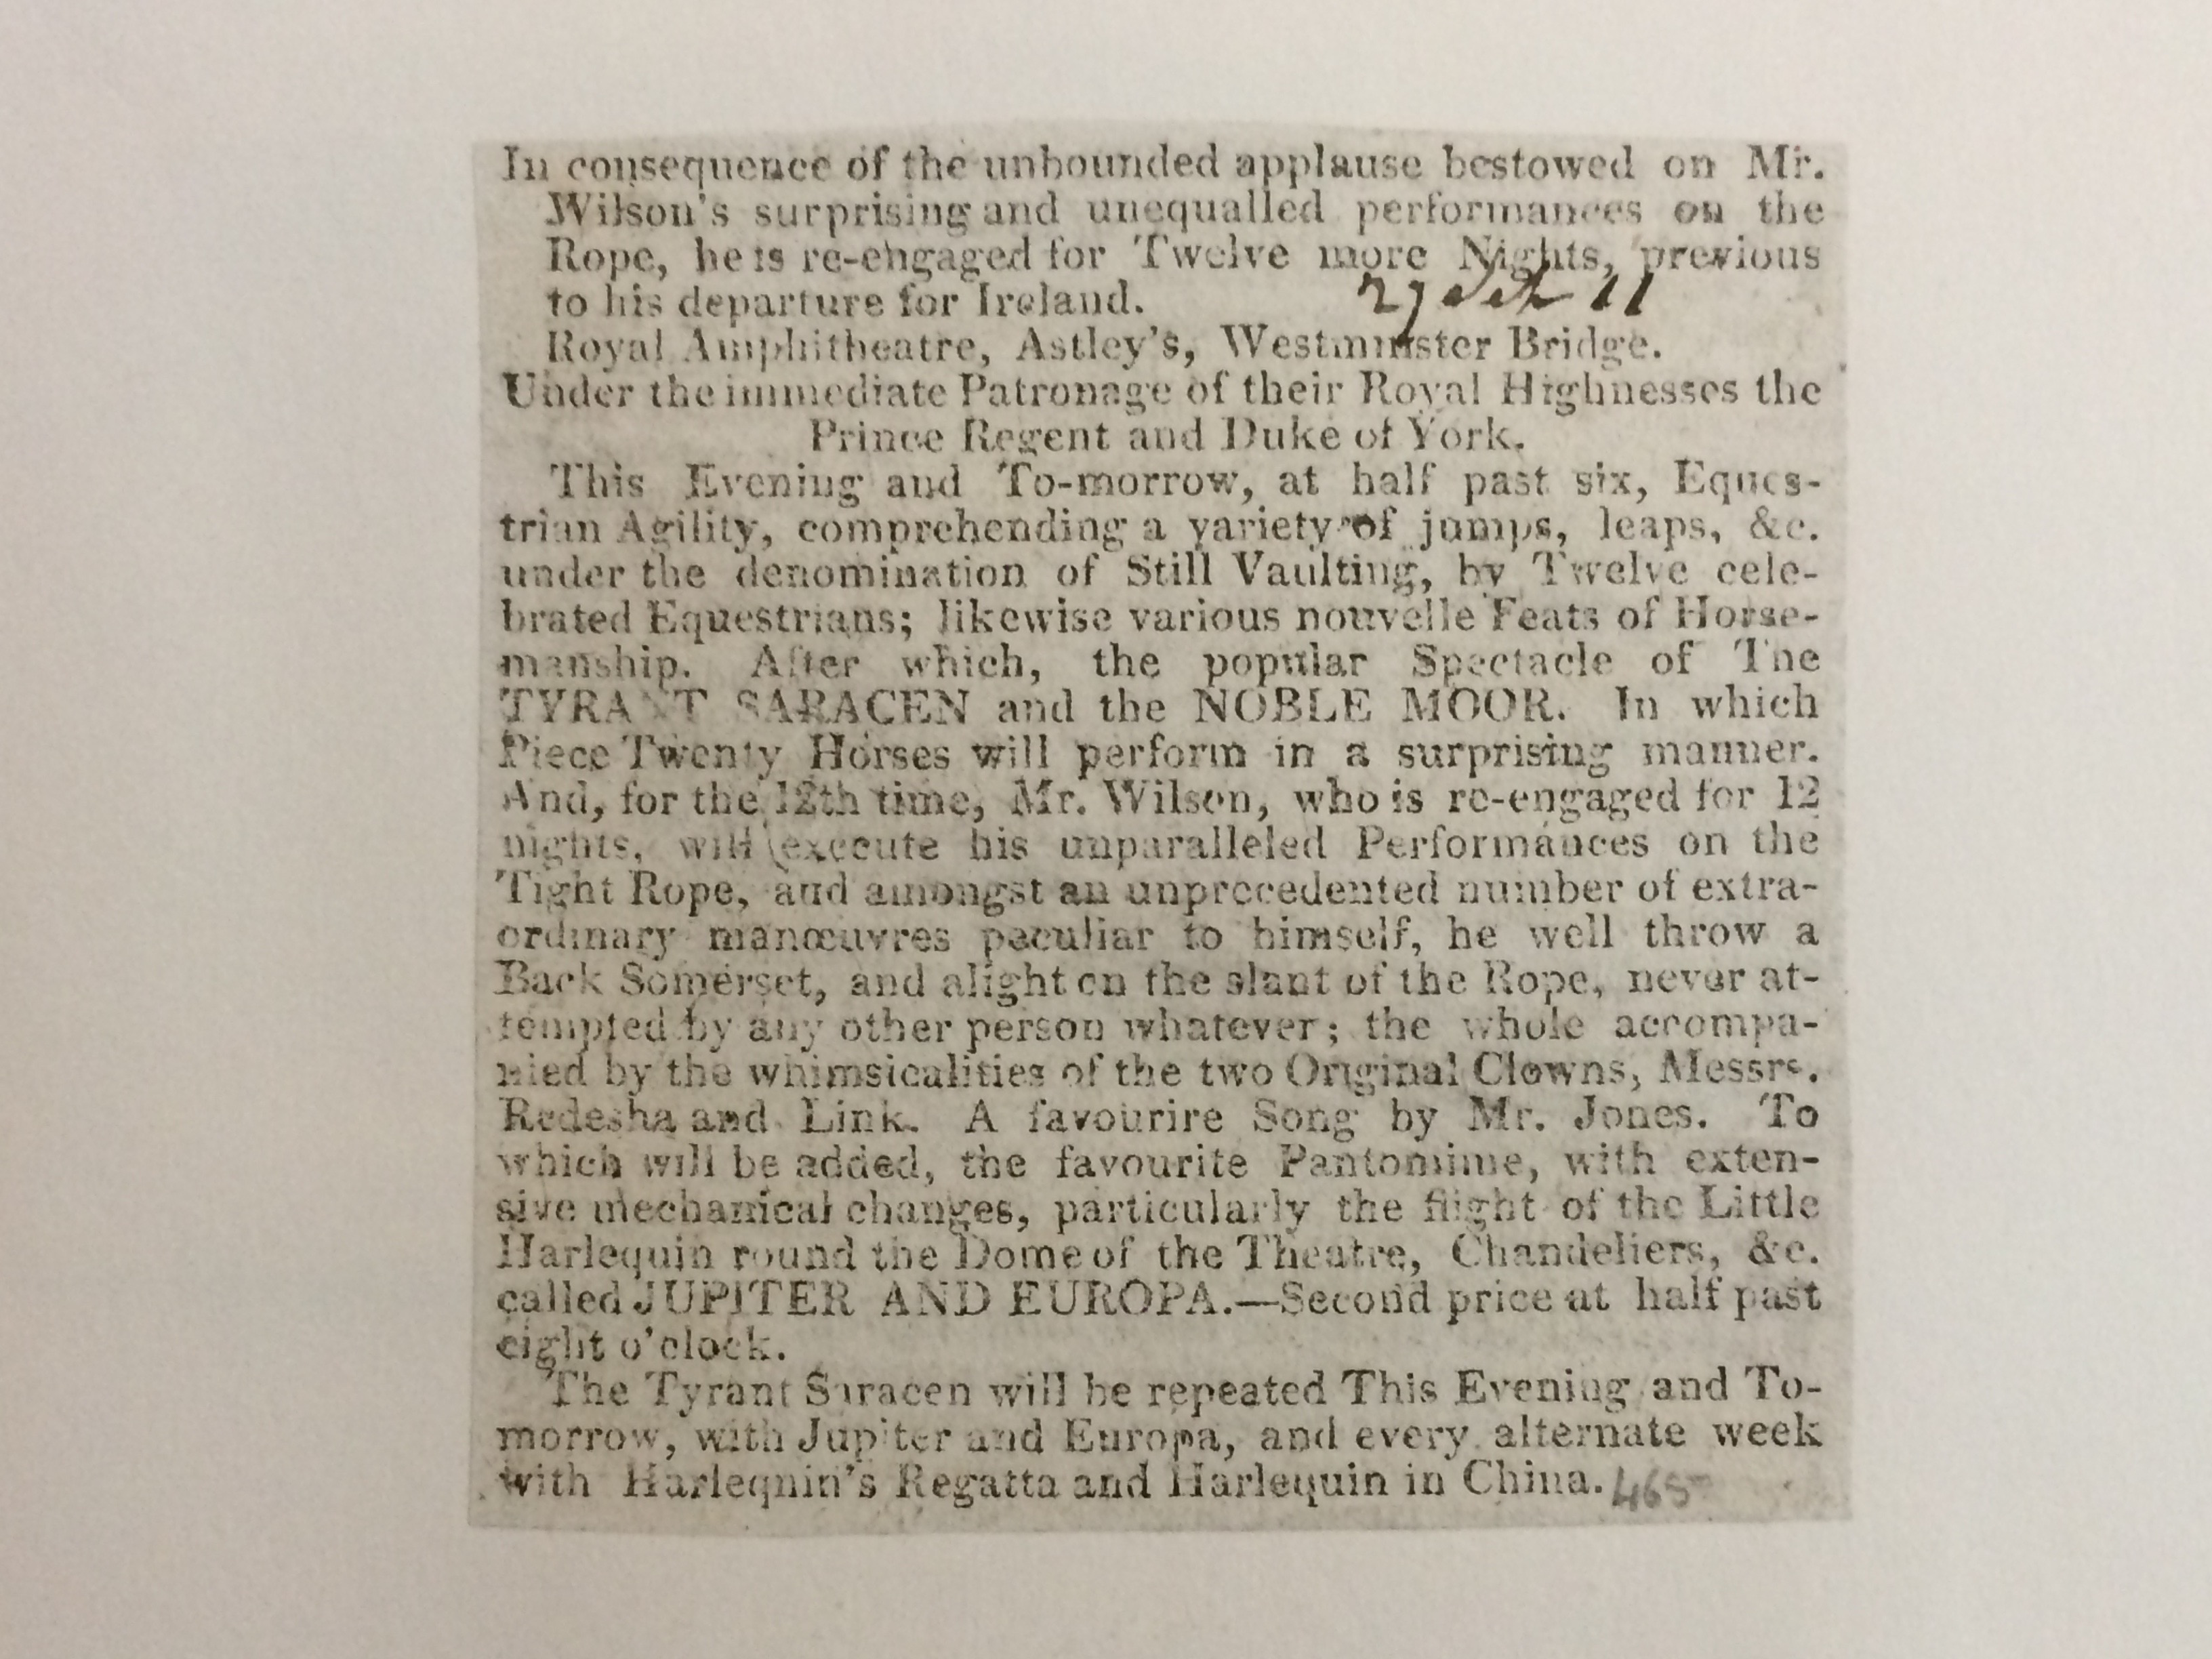 In consequence of the unbounded applause bestowed on Mr.
Wilson's surprising and unequalled performances on the
Rope, he is re-engaged for Twelve more Nights, previous
to his departure for Ireland.
Royal Amphitheatre, Astley's, Westminster Bridge.
Under the immediate Patronage of their Royal Highnesses the
Prince Regent and Duke of York.
This Evening and To-morrow, at half past six, Eques-
trian Agility, comprehending a variety of jumps, leaps, &c.
under the denomination of Still Vaulting, by Twelve cele-
brated Equestrians; likewise various nouvelle Feats of Horse-
manship. After which, the popular Spectacle of The
TYRANT SARACEN and the NOBLE MOOR. In which
Piece Twenty Horses will perform in a surprising manner.
And, for the 12th time, Mr. Wilson, who is re-engaged for 12
nights, will execute his unparalleled Performances on the
Tight Rope, and amongst an unprecedented number of extra-
ordinary manœuvres peculiar to himself, he well throw a
Back Somerset, and alight on the slant of the Rope, never at-
tempted by any other person whatever; the whole accompa-
nied by the whimsicalities of the two Original Clowns, Messrs.
Redesha and Link. A favourire Song by Mr. Jones. To
which will be added, the favourite Pantomime, with exten-
sive mechanical changes, particularly the flight of the Little
Harlequin round the Dome of the Theatre, Chandeliers, &c.
called JUPITER AND EUROPA.—Second price at half past
eight o'clock.
The Tyrant Saracen will be repeated This Evening and To-
morrow, with Jupiter and Europa, and every alternate week
with Harlequin's Regatta and Harlequin in China. 465